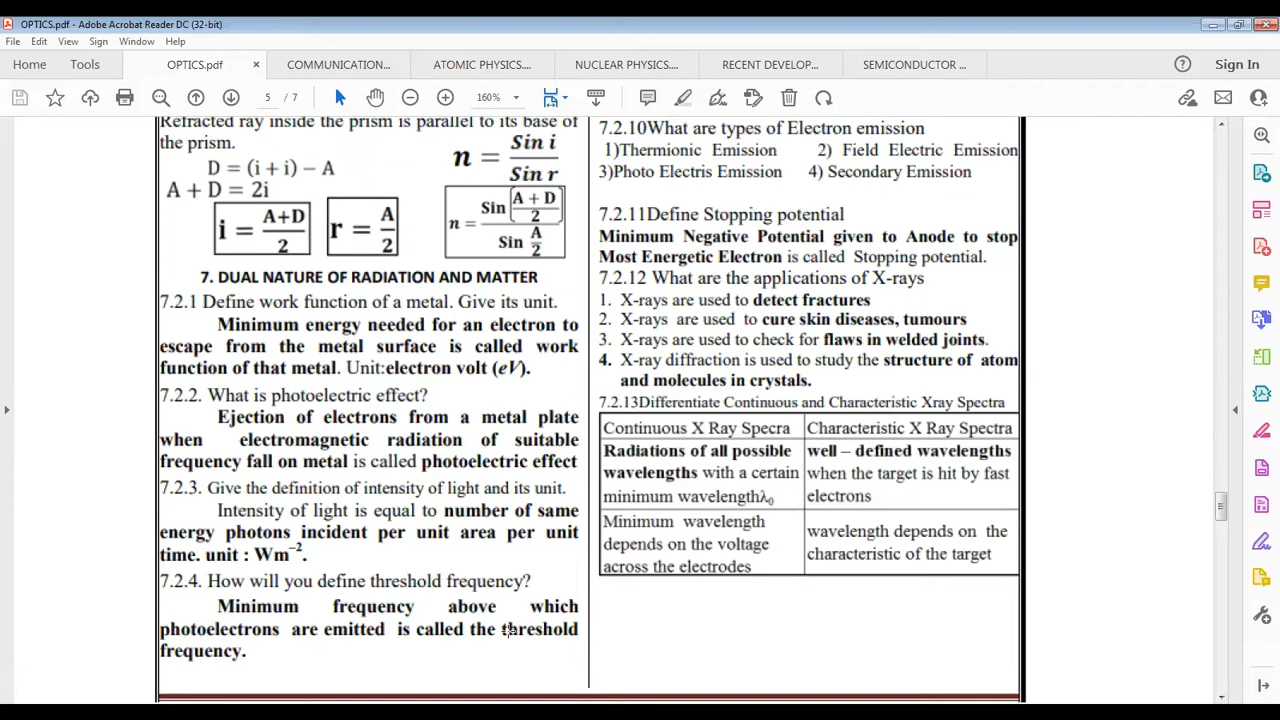 OPTICS.pdf - Adobe Acrobat Reader DC (32-bit)
File Edit View Sign Window Help
Home Tools OPTICS.pdf × COMMUNICATION... ATOMIC PHYSICS.... NUCLEAR PHYSICS.... RECENT DEVELOP... SEMICONDUCTOR ... Sign In
5 / 7 160%
Refracted ray inside the prism is parallel to its base of
the prism.
D = (i + i) − A
A + D = 2i
n = Sin i / Sin r
i = A+D / 2
r = A / 2
n = Sin [A + D / 2] / Sin A / 2
7. DUAL NATURE OF RADIATION AND MATTER
7.2.1 Define work function of a metal. Give its unit.
Minimum energy needed for an electron to
escape from the metal surface is called work
function of that metal. Unit:electron volt (eV).
7.2.2. What is photoelectric effect?
Ejection of electrons from a metal plate
when electromagnetic radiation of suitable
frequency fall on metal is called photoelectric effect
7.2.3. Give the definition of intensity of light and its unit.
Intensity of light is equal to number of same
energy photons incident per unit area per unit
time. unit : Wm⁻².
7.2.4. How will you define threshold frequency?
Minimum frequency above which
photoelectrons are emitted is called the threshold
frequency.
7.2.10What are types of Electron emission
1)Thermionic Emission 2) Field Electric Emission
3)Photo Electris Emission 4) Secondary Emission
7.2.11Define Stopping potential
Minimum Negative Potential given to Anode to stop
Most Energetic Electron is called Stopping potential.
7.2.12 What are the applications of X-rays
1. X-rays are used to detect fractures
2. X-rays are used to cure skin diseases, tumours
3. X-rays are used to check for flaws in welded joints.
4. X-ray diffraction is used to study the structure of atom
and molecules in crystals.
7.2.13Differentiate Continuous and Characteristic Xray Spectra
Continuous X Ray Spectra
Radiations of all possible
wavelengths with a certain
minimum wavelengthλ₀
Minimum wavelength
depends on the voltage
across the electrodes
Characteristic X Ray Spectra
well – defined wavelengths
when the target is hit by fast
electrons
wavelength depends on the
characteristic of the target